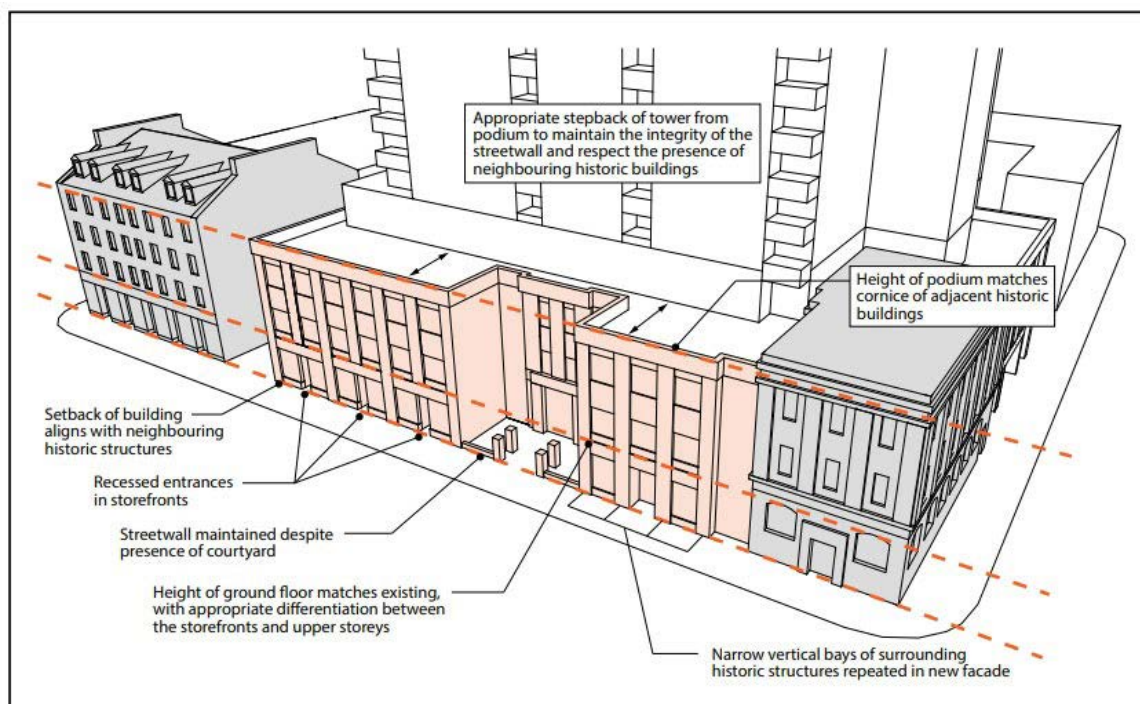 Appropriate stepback of tower from
podium to maintain the integrity of the
streetwall and respect the presence of
neighbouring historic buildings
Height of podium matches
cornice of adjacent historic
buildings
Setback of building
aligns with neighbouring
historic structures
Recessed entrances
in storefronts
Streetwall maintained despite
presence of courtyard
Height of ground floor matches existing,
with appropriate differentiation between
the storefronts and upper storeys
Narrow vertical bays of surrounding
historic structures repeated in new facade